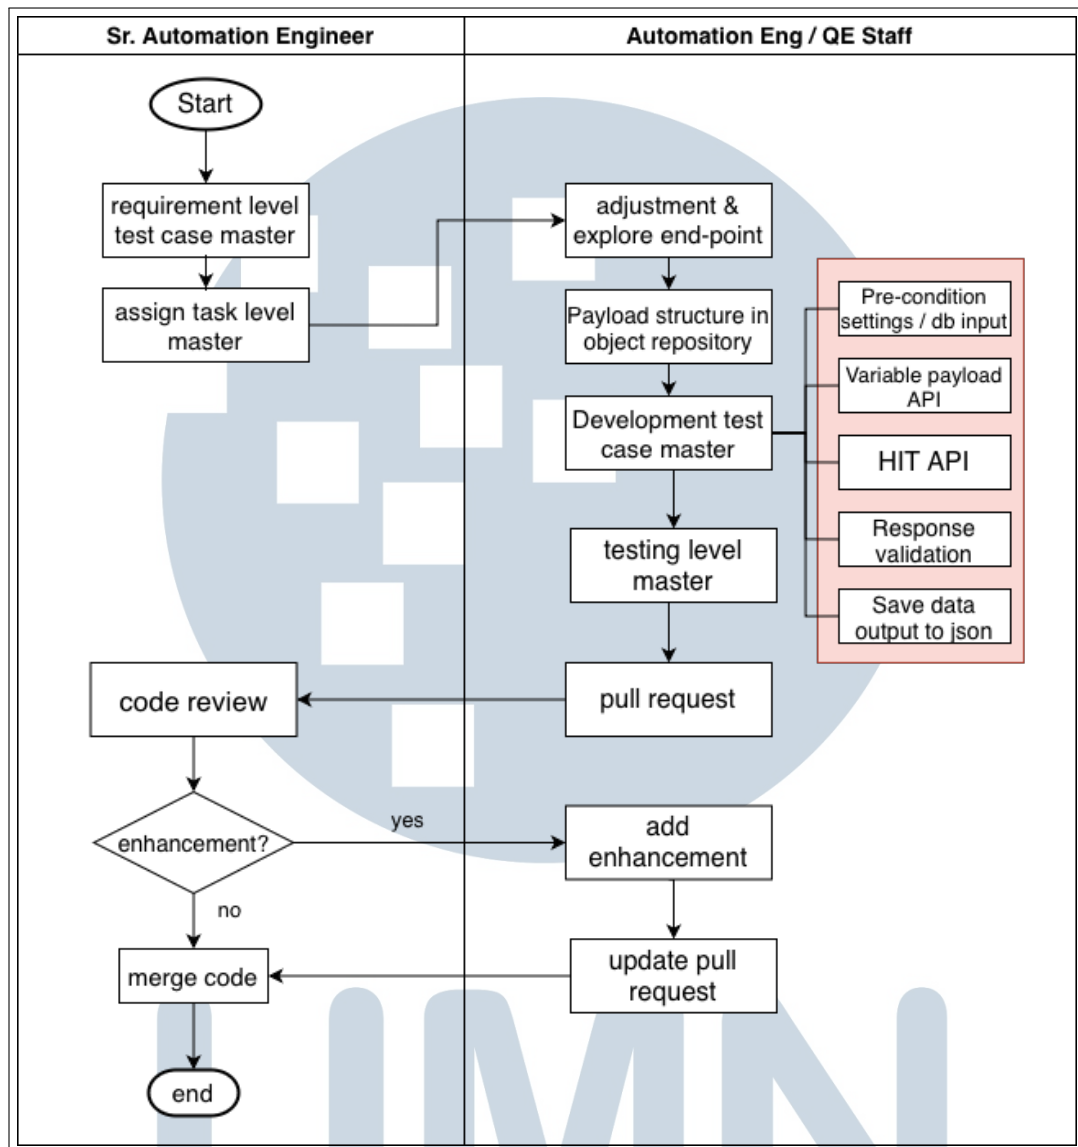 Sr. Automation Engineer
Automation Eng / QE Staff
Start
requirement level
test case master
assign task level
master
adjustment &
explore end-point
Payload structure in
object repository
Development test
case master
Pre-condition
settings / db input
Variable payload
API
HIT API
Response
validation
Save data
output to json
testing level
master
pull request
code review
enhancement?
yes
no
add
enhancement
update pull
request
merge code
end
UMN